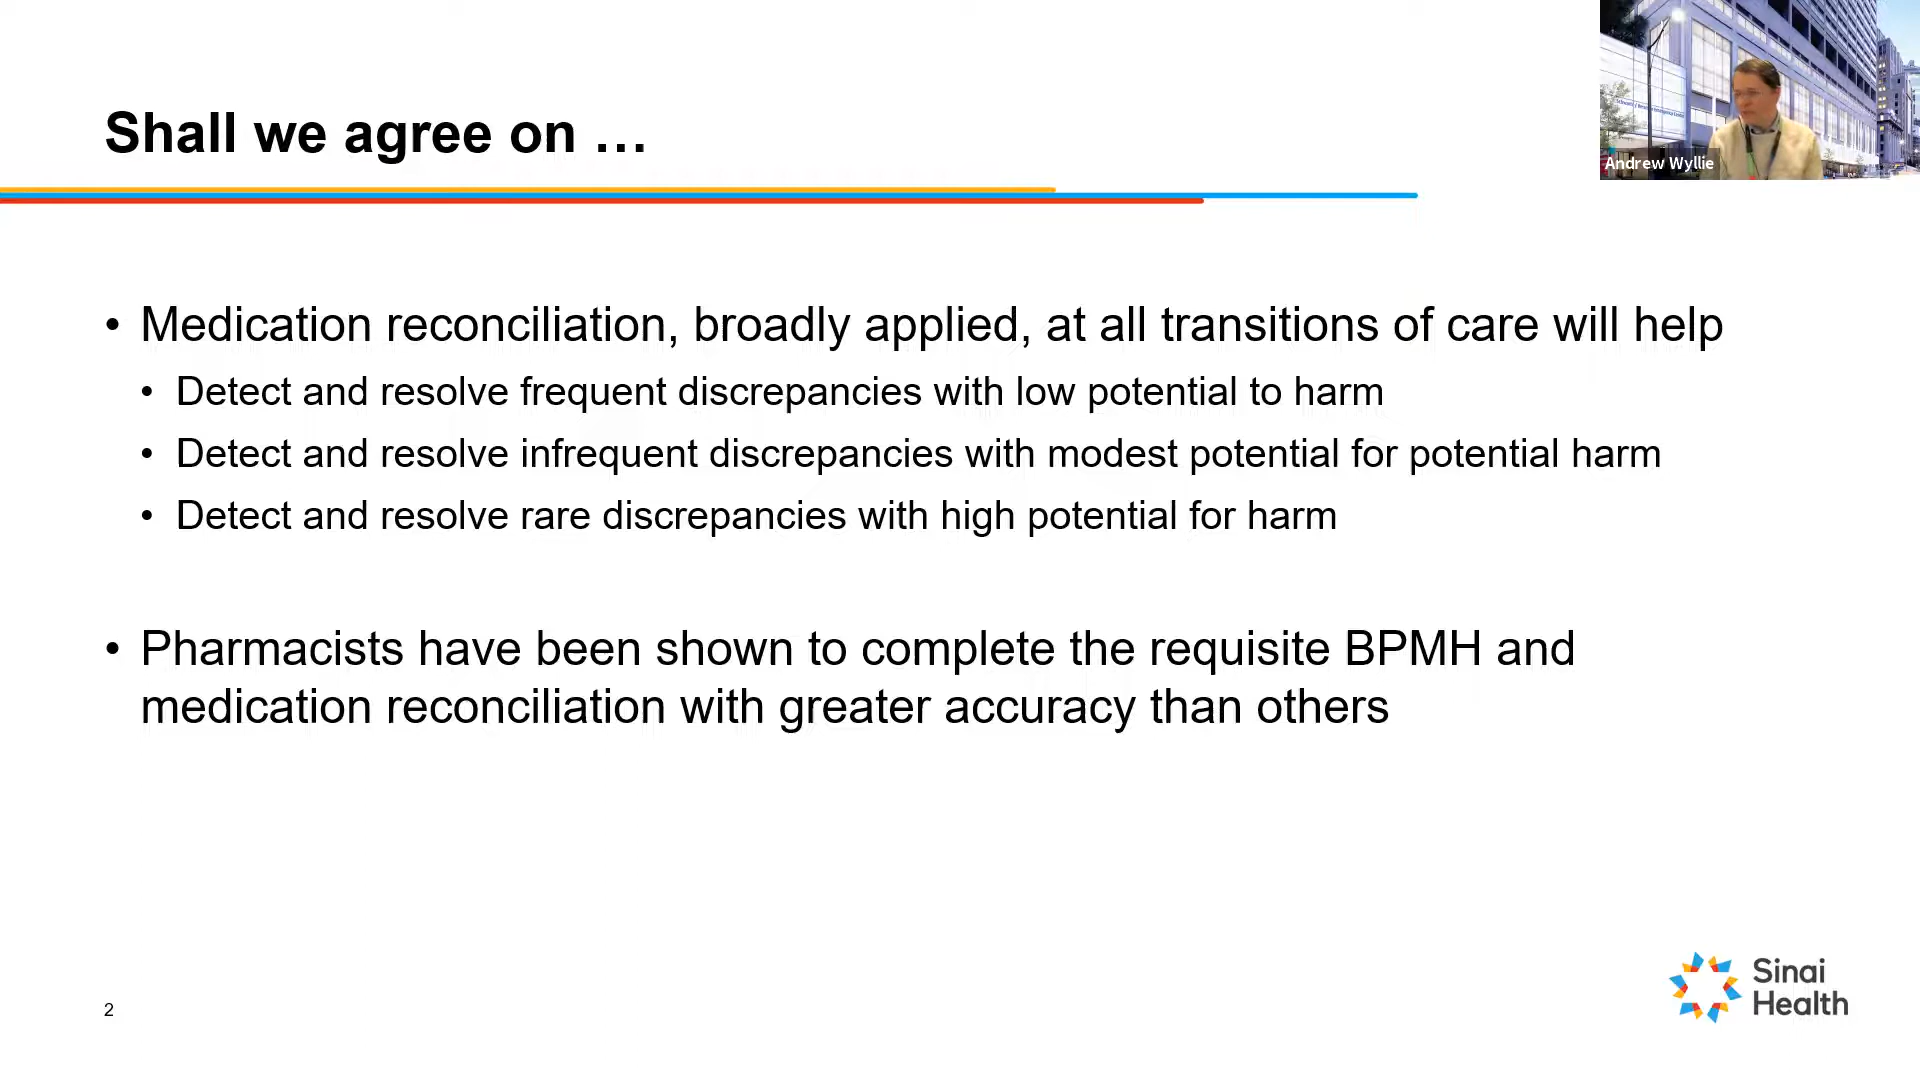 Shall we agree on …
Andrew Wyllie
• Medication reconciliation, broadly applied, at all transitions of care will help
• Detect and resolve frequent discrepancies with low potential to harm
• Detect and resolve infrequent discrepancies with modest potential for potential harm
• Detect and resolve rare discrepancies with high potential for harm
• Pharmacists have been shown to complete the requisite BPMH and
medication reconciliation with greater accuracy than others
Sinai
Health
2